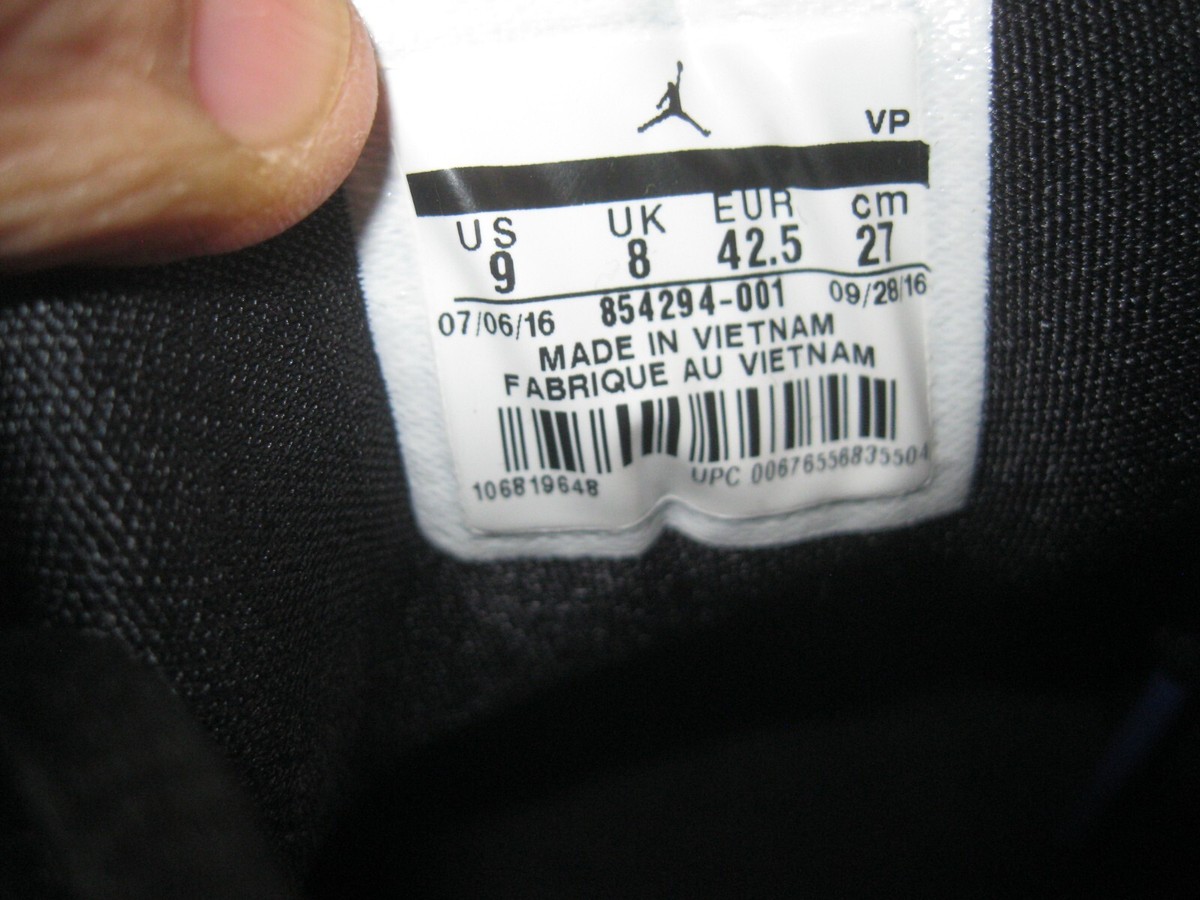 VP
US UK EUR cm
9 8 42.5 27
07/06/16 854294-001 09/28/16
MADE IN VIETNAM
FABRIQUE AU VIETNAM
106819648 UPC 00676556835504